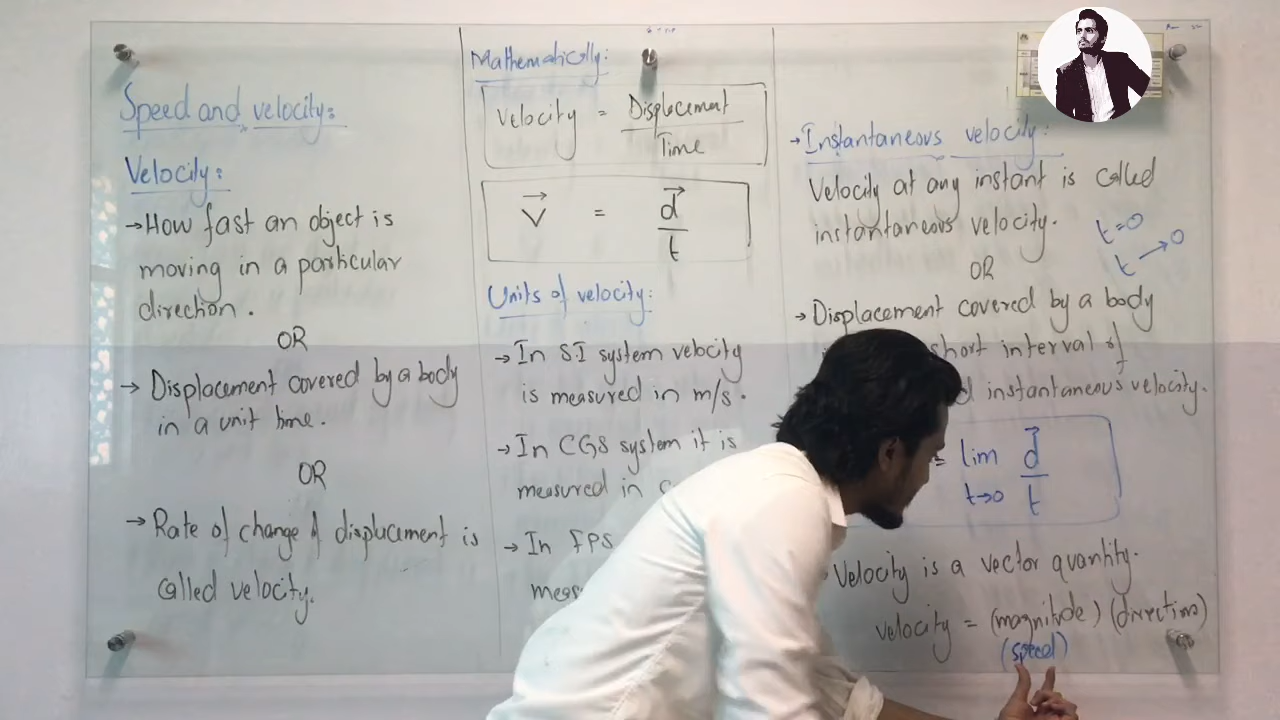 Speed and velocity:
Velocity:
→How fast an object is
moving in a particular
direction.
OR
→ Displacement covered by a body
in a unit time.
OR
→ Rate of change of displacement is
called velocity.
Mathematically:
Velocity = Displacement
Time
V = d
t
Units of velocity:
→ In SI system velocity
is measured in m/s.
→ In CGS system it is
measured in
→ In FPS
→Instantaneous velocity:
Velocity at any instant is called
instantaneous velocity.
t=0
t → 0
OR
→ Displacement covered by a body
short interval of
instantaneous velocity.
= lim d
t→0 t
Velocity is a vector quantity.
velocity = (magnitude) (direction)
(speed)